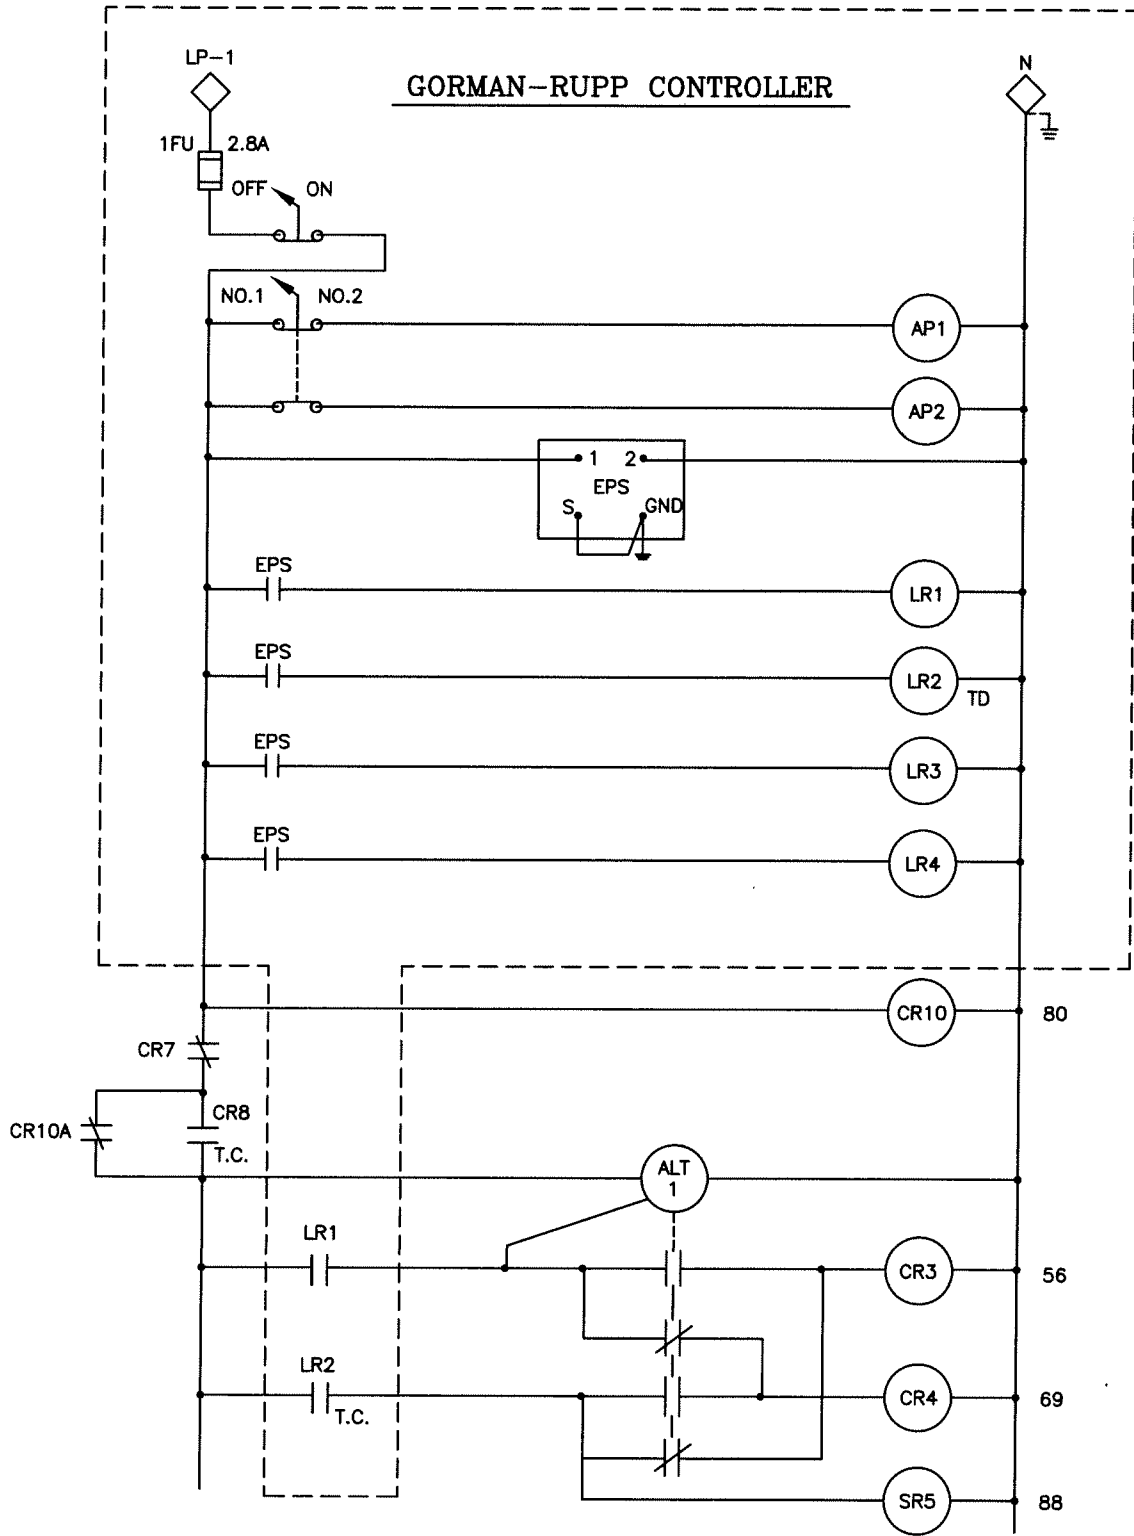 LP-1
N
GORMAN-RUPP CONTROLLER
1FU 2.8A
OFF ON
NO.1 NO.2
AP1
AP2
1 2
EPS
S GND
EPS
LR1
EPS
LR2
TD
EPS
LR3
EPS
LR4
CR10 80
CR7
CR8
CR10A
T.C.
ALT
1
LR1
CR3 56
LR2
CR4 69
T.C.
SR5 88